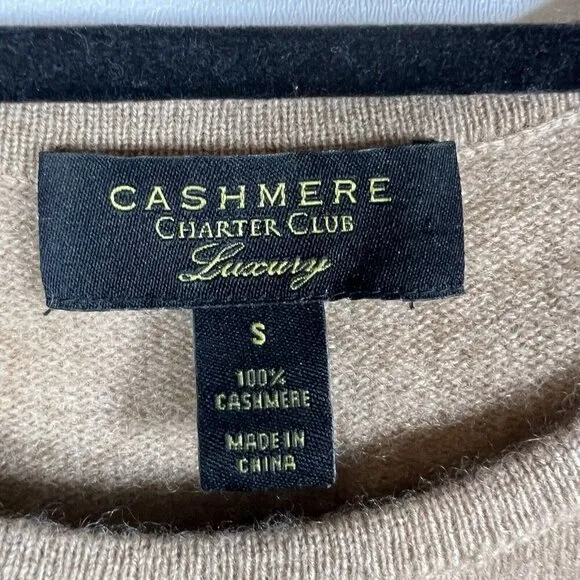 CASHMERE
CHARTER CLUB
Luxury
S
100%
CASHMERE
MADE IN
CHINA